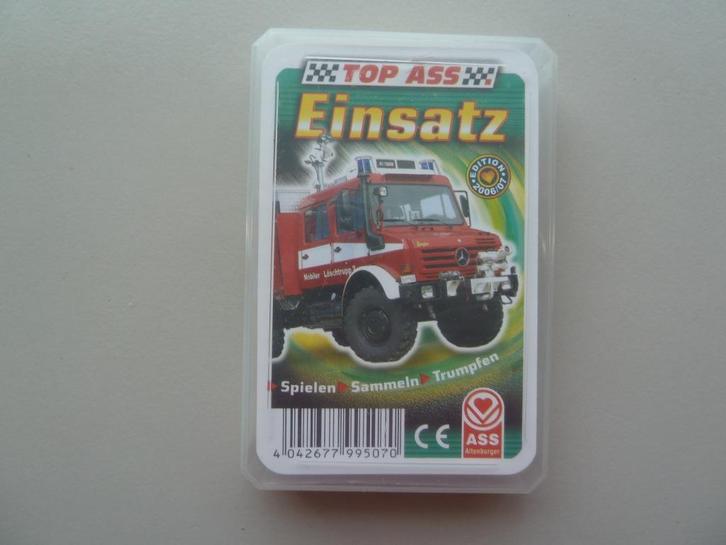 TOP ASS
Einsatz
EDITION
2006/07
Mobiler Löschtrupp
Spielen Sammeln Trumpfen
4 042677 995070
CE
ASS
Altenburger